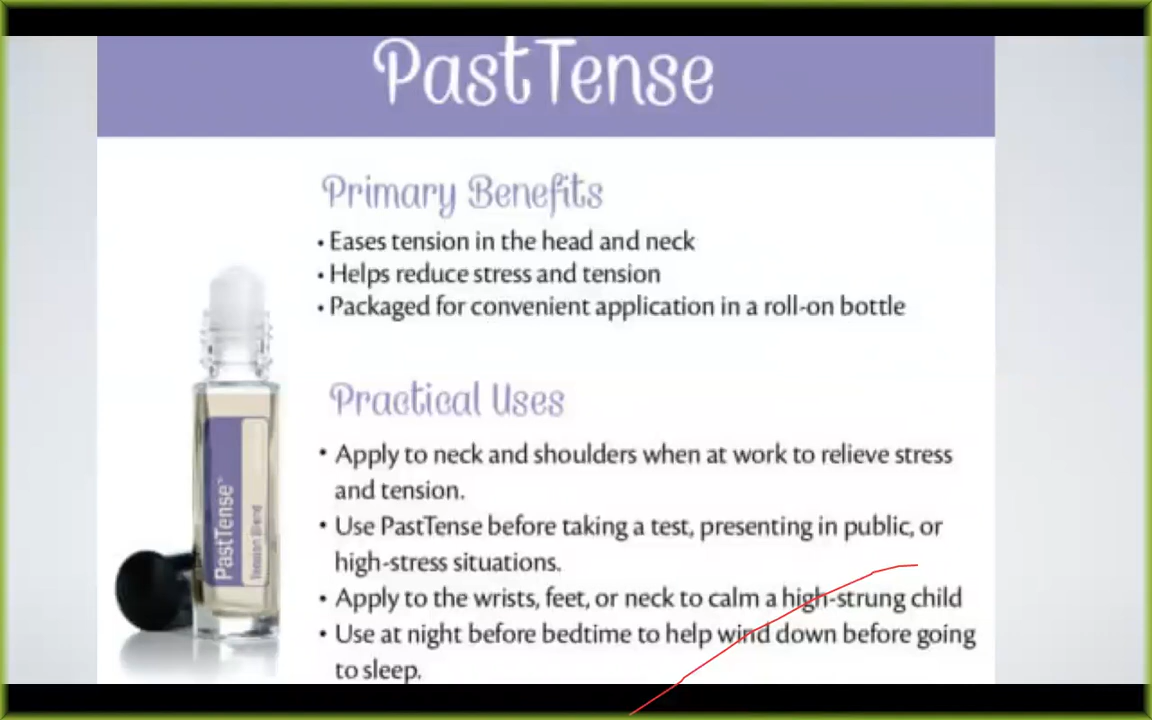 PastTense
Primary Benefits
• Eases tension in the head and neck
• Helps reduce stress and tension
• Packaged for convenient application in a roll-on bottle
Practical Uses
• Apply to neck and shoulders when at work to relieve stress
and tension.
• Use PastTense before taking a test, presenting in public, or
high-stress situations.
• Apply to the wrists, feet, or neck to calm a high-strung child
• Use at night before bedtime to help wind down before going
to sleep.
PastTense™
Tension Blend